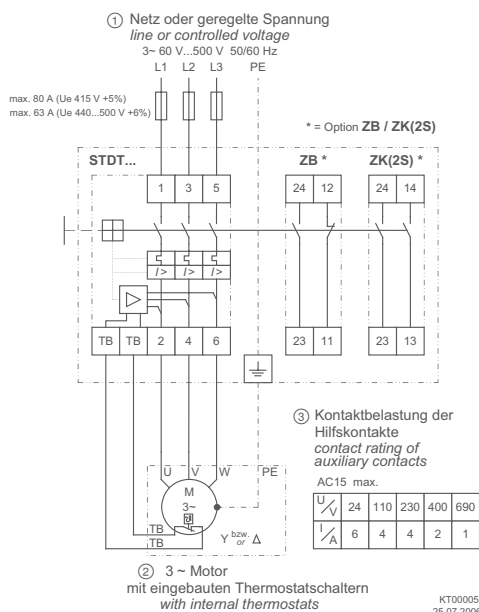 ① Netz oder geregelte Spannung
line or controlled voltage
3~ 60 V...500 V 50/60 Hz
L1 L2 L3 PE
max. 80 A (Ue 415 V +5%)
max. 63 A (Ue 440...500 V +6%)
* = Option ZB / ZK(2S)
STDT... ZB * ZK(2S) *
1 3 5 24 12 24 14
I> I> I>
TB TB 2 4 6 23 11 23 13
③ Kontaktbelastung der
Hilfskontakte
contact rating of
auxiliary contacts
AC15 max.
U/V 24 110 230 400 690
I/A 6 4 4 2 1
U V W PE
M
3~
TB
TB
Y bzw. or Δ
② 3 ~ Motor
mit eingebauten Thermostatschaltern
with internal thermostats
KT00005
25.07.2006